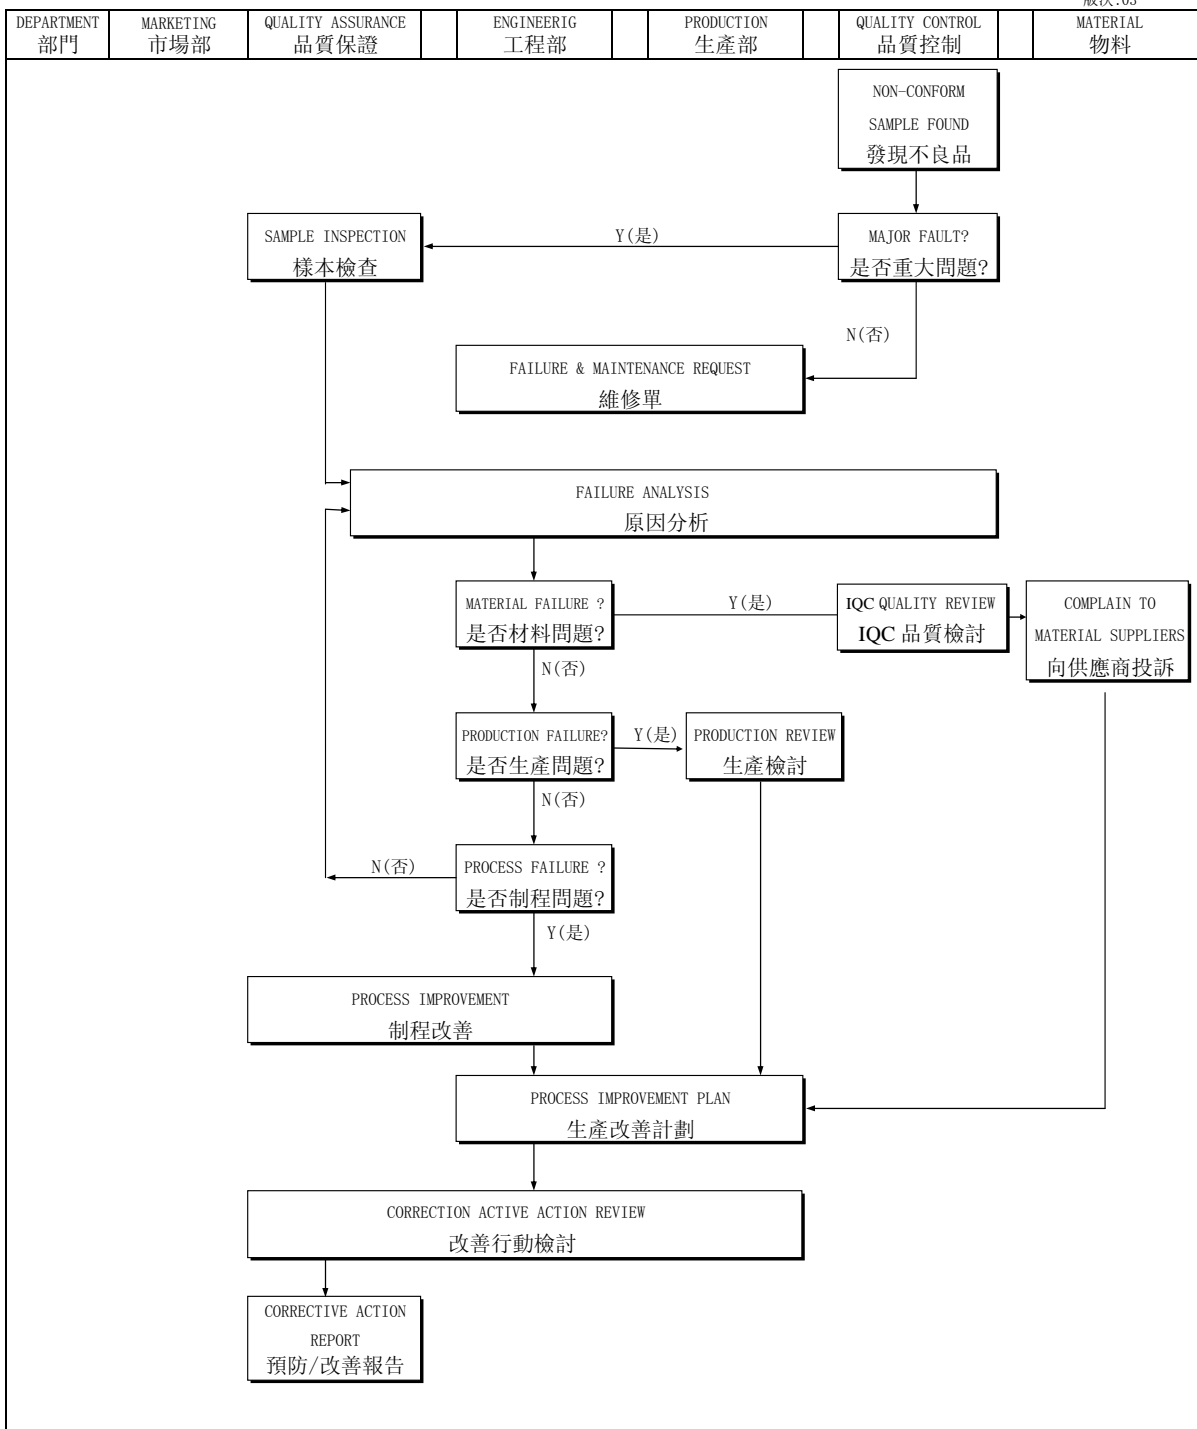 版次:03
DEPARTMENT MARKETING QUALITY ASSURANCE ENGINEERIG PRODUCTION QUALITY CONTROL MATERIAL
部門 市場部 品質保證 工程部 生產部 品質控制 物料
NON-CONFORM
SAMPLE FOUND
發現不良品
SAMPLE INSPECTION
樣本檢查
Y(是)
MAJOR FAULT?
是否重大問題?
N(否)
FAILURE & MAINTENANCE REQUEST
維修單
FAILURE ANALYSIS
原因分析
MATERIAL FAILURE ?
是否材料問題?
Y(是)
IQC QUALITY REVIEW
IQC 品質檢討
COMPLAIN TO
MATERIAL SUPPLIERS
向供應商投訴
N(否)
PRODUCTION FAILURE?
是否生產問題?
Y(是)
PRODUCTION REVIEW
生產檢討
N(否)
N(否)
PROCESS FAILURE ?
是否制程問題?
Y(是)
PROCESS IMPROVEMENT
制程改善
PROCESS IMPROVEMENT PLAN
生產改善計劃
CORRECTION ACTIVE ACTION REVIEW
改善行動檢討
CORRECTIVE ACTION
REPORT
預防/改善報告